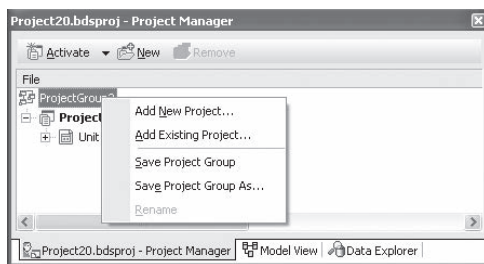 Project20.bdsproj - Project Manager
Activate New Remove
File
ProjectGroup
Project
Unit
Add New Project...
Add Existing Project...
Save Project Group
Save Project Group As...
Rename
Project20.bdsproj - Project Manager Model View Data Explorer